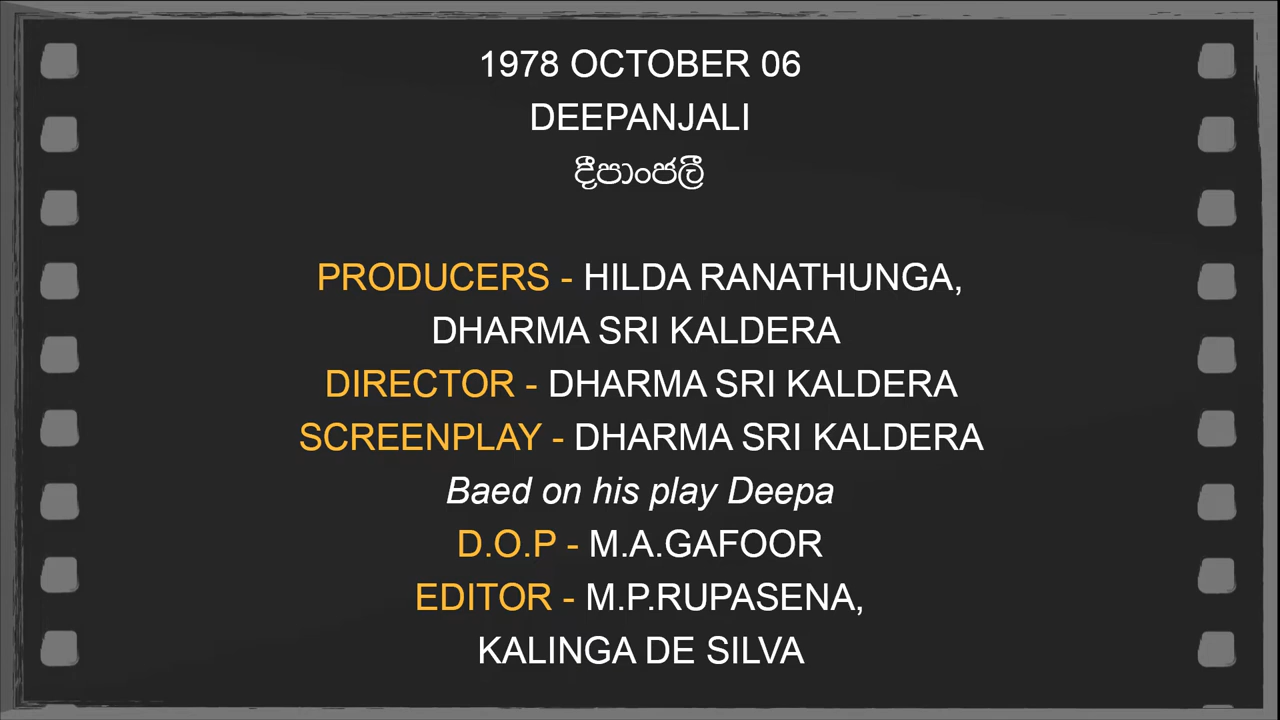 1978 OCTOBER 06
DEEPANJALI
දීපාංජලී
PRODUCERS - HILDA RANATHUNGA,
DHARMA SRI KALDERA
DIRECTOR - DHARMA SRI KALDERA
SCREENPLAY - DHARMA SRI KALDERA
Baed on his play Deepa
D.O.P - M.A.GAFOOR
EDITOR - M.P.RUPASENA,
KALINGA DE SILVA